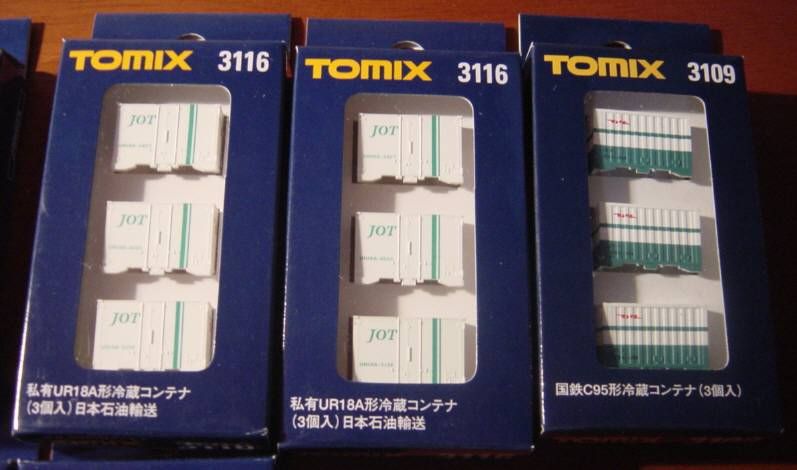 TOMIX 3116
JOT
JOT
JOT
私有UR18A形冷蔵コンテナ
(3個入)日本石油輸送
TOMIX 3116
JOT
JOT
JOT
私有UR18A形冷蔵コンテナ
(3個入)日本石油輸送
TOMIX 3109
国鉄C95形冷蔵コンテナ(3個入)